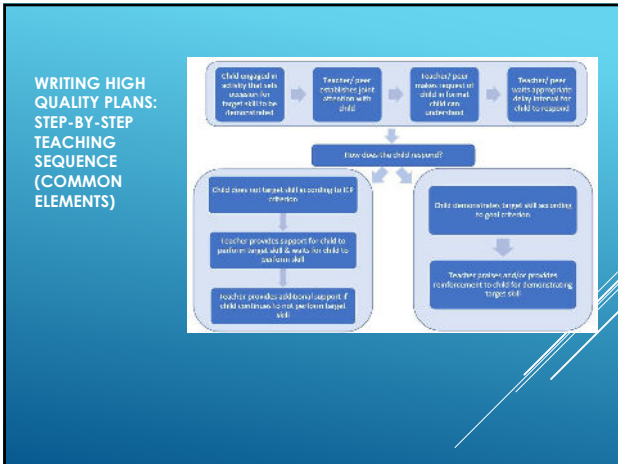 WRITING HIGH
QUALITY PLANS:
STEP-BY-STEP
TEACHING
SEQUENCE
(COMMON
ELEMENTS)
Child engaged in
activity that sets
occasion for
target skill to be
demonstrated
Teacher/ peer
establishes joint
attention with
child
Teacher/ peer
makes request of
child in format
child can
understand
Teacher/ peer
waits appropriate
delay interval for
child to respond
How does the child respond?
Child does not target skill according to
criterion
Teacher provides support for child to
perform target skill & waits for child to
perform skill
Teacher provides additional support if
child continues to not perform target
skill
Child demonstrates target skill according
to goal criterion
Teacher praises and/or provides
reinforcement to child for demonstrating
target skill